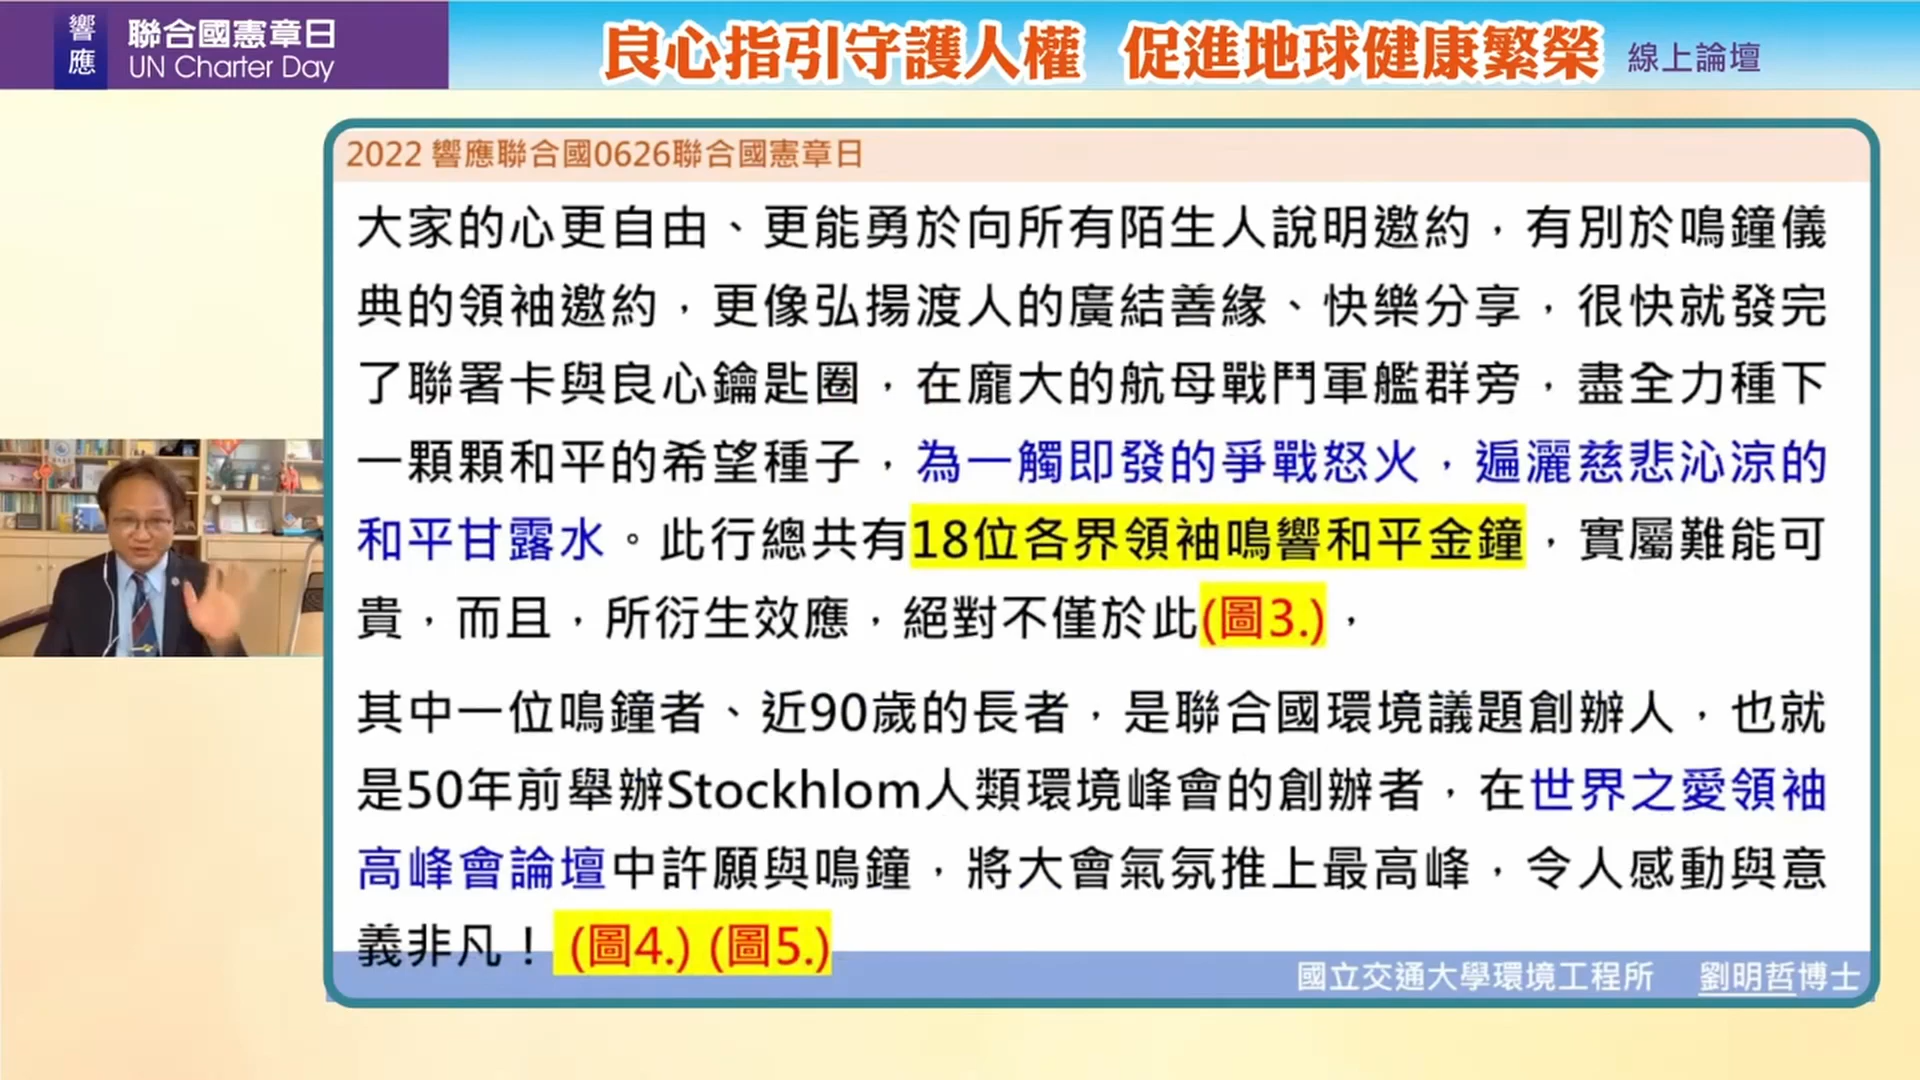 響應
聯合國憲章日
UN Charter Day
良心指引守護人權 促進地球健康繁榮 線上論壇
2022 響應聯合國0626聯合國憲章日
大家的心更自由、更能勇於向所有陌生人說明邀約，有別於鳴鐘儀
典的領袖邀約，更像弘揚渡人的廣結善緣、快樂分享，很快就發完
了聯署卡與良心鑰匙圈，在龐大的航母戰鬥軍艦群旁，盡全力種下
一顆顆和平的希望種子，為一觸即發的爭戰怒火，遍灑慈悲沁涼的
和平甘露水。此行總共有18位各界領袖鳴響和平金鐘，實屬難能可
貴，而且，所衍生效應，絕對不僅於此(圖3.)，
其中一位鳴鐘者、近90歲的長者，是聯合國環境議題創辦人，也就
是50年前舉辦Stockhlom人類環境峰會的創辦者，在世界之愛領袖
高峰會論壇中許願與鳴鐘，將大會氣氛推上最高峰，令人感動與意
義非凡！ (圖4.) (圖5.)
國立交通大學環境工程所 劉明哲博士